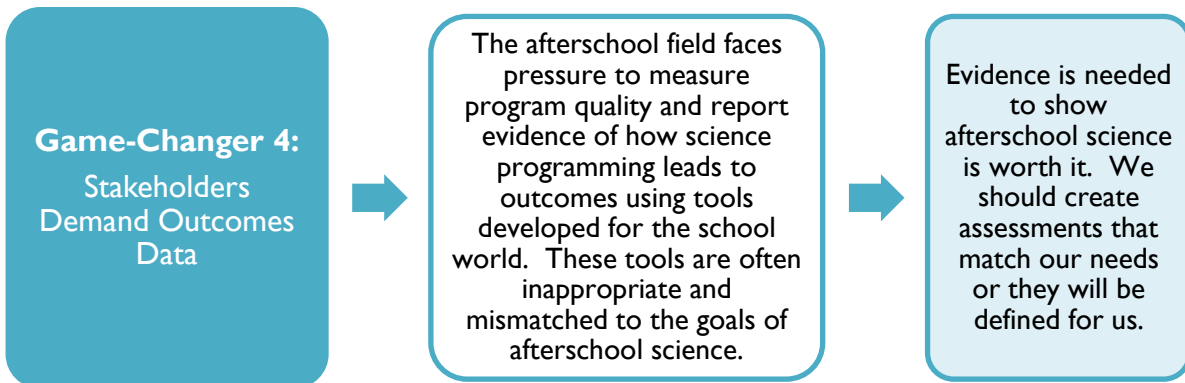 Game-Changer 4:
Stakeholders
Demand Outcomes
Data
The afterschool field faces
pressure to measure
program quality and report
evidence of how science
programming leads to
outcomes using tools
developed for the school
world.  These tools are often
inappropriate and
mismatched to the goals of
afterschool science.
Evidence is needed
to show
afterschool science
is worth it.  We
should create
assessments that
match our needs
or they will be
defined for us.